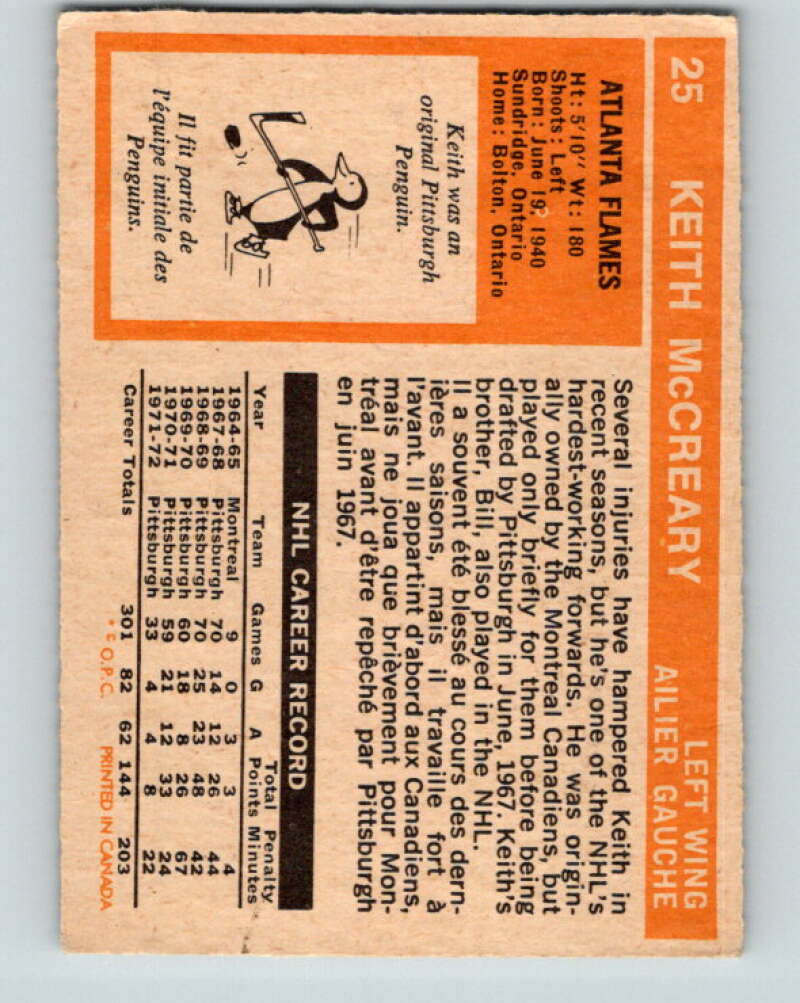 25 KEITH McCREARY LEFT WING
AILIER GAUCHE
ATLANTA FLAMES
Ht: 5'10" Wt: 180
Shoots: Left
Born: June 19, 1940
Sundridge, Ontario
Home: Bolton, Ontario
Keith was an
original Pittsburgh
Penguin.
Il fit partie de
l'équipe initiale des
Penguins.
Several injuries have hampered Keith in
recent seasons, but he's one of the NHL's
hardest-working forwards. He was origin-
ally owned by the Montreal Canadiens, but
played only briefly for them before being
drafted by Pittsburgh in June, 1967. Keith's
brother, Bill, also played in the NHL.
Il a souvent été blessé au cours des dern-
ières saisons, mais il travaille fort à
l'avant. Il appartint d'abord aux Canadiens,
mais ne joua que brièvement pour Mon-
tréal avant d'être repêché par Pittsburgh
en juin 1967.
NHL CAREER RECORD
Total Penalty
Year Team Games G A Points Minutes
1964-65 Montreal 9 0 3 3 4
1967-68 Pittsburgh 70 14 12 26 44
1968-69 Pittsburgh 70 25 23 48 42
1969-70 Pittsburgh 60 18 8 26 67
1970-71 Pittsburgh 59 21 12 33 24
1971-72 Pittsburgh 33 4 4 8 22
Career Totals 301 82 62 144 203
* © O.P.C. PRINTED IN CANADA